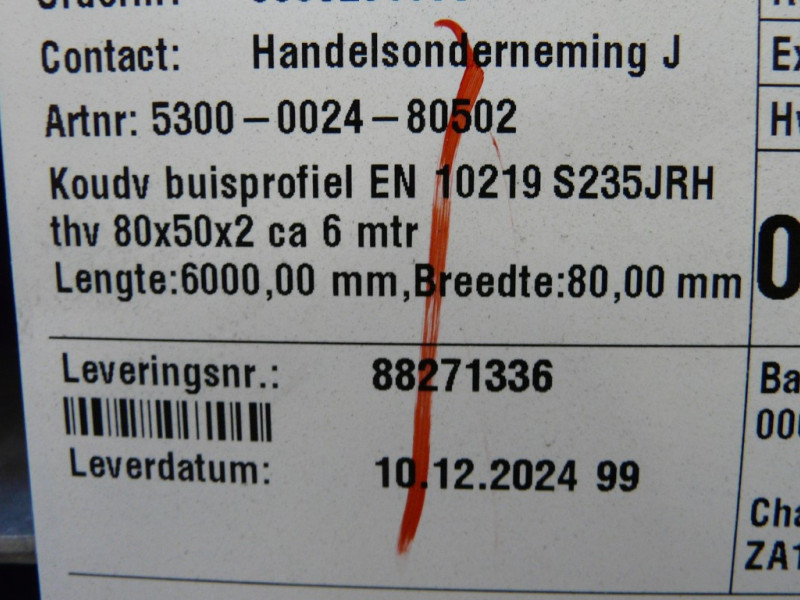 Contact: Handelsonderneming J
Artnr: 5300-0024-80502
Koudv buisprofiel EN 10219 S235JRH
thv 80x50x2 ca 6 mtr
Lengte:6000,00 mm,Breedte:80,00 mm
Leveringsnr.: 88271336
Leverdatum: 10.12.2024 99